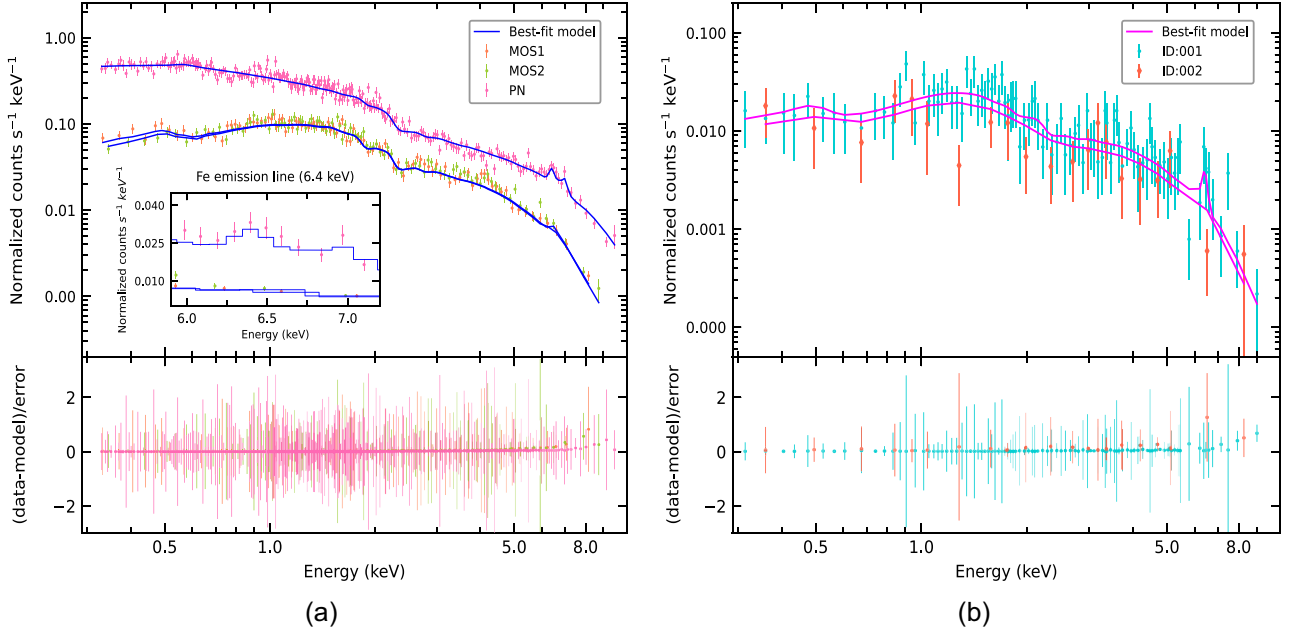 Normalized counts s⁻¹ keV⁻¹
1.00
0.10
0.01
0.00
Best-fit model
MOS1
MOS2
PN
Fe emission line (6.4 keV)
Normalized counts s⁻¹ keV⁻¹
0.040
0.025
0.010
6.0 6.5 7.0
Energy (keV)
(data-model)/error
2
0
−2
0.5 1.0 5.0 8.0
Energy (keV)
(a)
Normalized counts s⁻¹ keV⁻¹
0.100
0.010
0.001
0.000
Best-fit model
ID:001
ID:002
(data-model)/error
2
0
−2
0.5 1.0 5.0 8.0
Energy (keV)
(b)